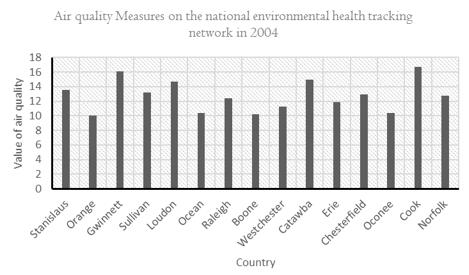 Air quality Measures on the national environmental health tracking
network in 2004
Value of air quality
18
16
14
12
10
8
6
4
2
0
Stanislaus
Orange
Gwinnett
Sullivan
Loudon
Ocean
Raleigh
Boone
Westchester
Catawba
Erie
Chesterfield
Oconee
Cook
Norfolk
Country